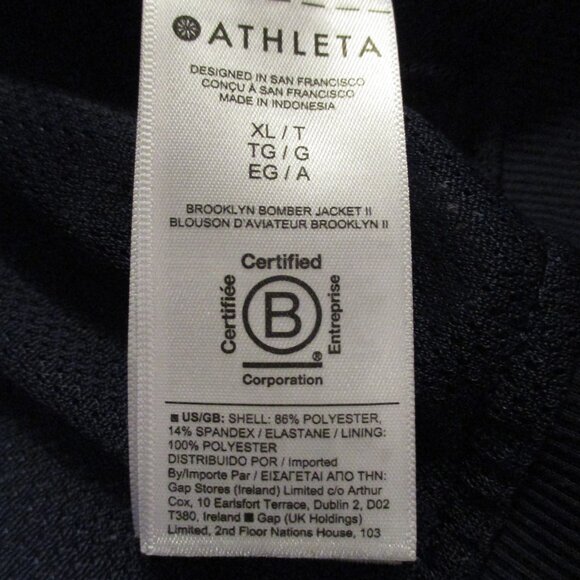 ATHLETA
DESIGNED IN SAN FRANCISCO
CONÇU À SAN FRANCISCO
MADE IN INDONESIA
XL / T
TG / G
EG / A
BROOKLYN BOMBER JACKET II
BLOUSON D'AVIATEUR BROOKLYN II
Certified
Certifiée
B
Entreprise
®
Corporation
US/GB: SHELL: 86% POLYESTER,
14% SPANDEX / ELASTANE / LINING:
100% POLYESTER
DISTRIBUIDO POR / Imported
By/Importe Par / ΕΙΣΑΓΕΤΑΙ ΑΠΟ ΤΗΝ:
Gap Stores (Ireland) Limited c/o Arthur
Cox, 10 Earlsfort Terrace, Dublin 2, D02
T380, Ireland ■ Gap (UK Holdings)
Limited, 2nd Floor Nations House, 103